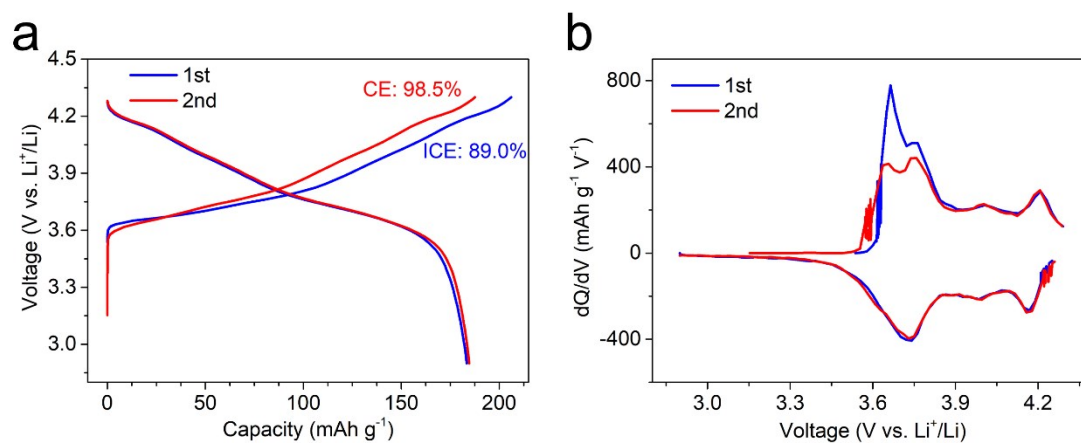 a
4.5
4.2
3.9
3.6
3.3
3.0
Voltage (V vs. Li⁺/Li)
1st
2nd
CE: 98.5%
ICE: 89.0%
0
50
100
150
200
Capacity (mAh g⁻¹)
b
800
400
0
-400
dQ/dV (mAh g⁻¹ V⁻¹)
1st
2nd
3.0
3.3
3.6
3.9
4.2
Voltage (V vs. Li⁺/Li)